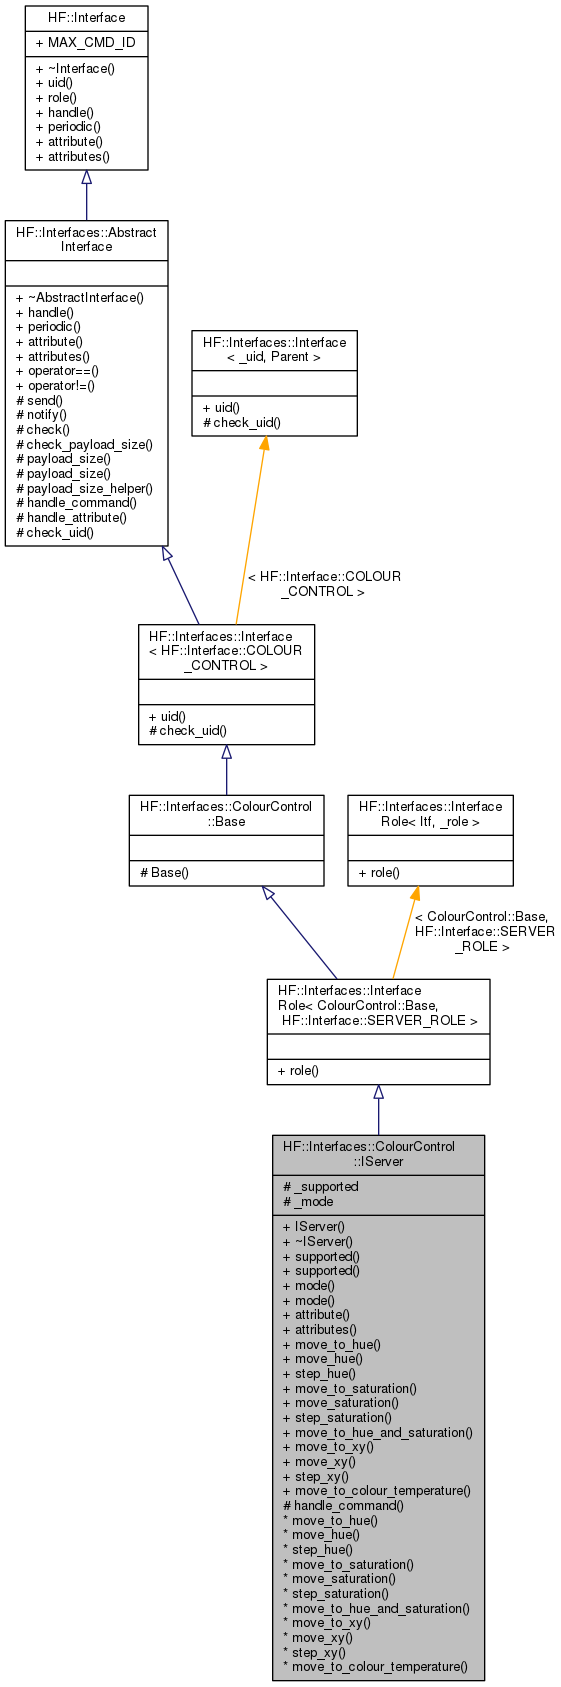 HF::Interface
+ MAX_CMD_ID
+ ~Interface()
+ uid()
+ role()
+ handle()
+ periodic()
+ attribute()
+ attributes()
HF::Interfaces::Abstract
Interface
+ ~AbstractInterface()
+ handle()
+ periodic()
+ attribute()
+ attributes()
+ operator==()
+ operator!=()
# send()
# notify()
# check()
# check_payload_size()
# payload_size()
# payload_size()
# payload_size_helper()
# handle_command()
# handle_attribute()
# check_uid()
HF::Interfaces::Interface
< _uid, Parent >
+ uid()
# check_uid()
< HF::Interface::COLOUR
_CONTROL >
HF::Interfaces::Interface
< HF::Interface::COLOUR
_CONTROL >
+ uid()
# check_uid()
HF::Interfaces::ColourControl
::Base
# Base()
HF::Interfaces::Interface
Role< Itf, _role >
+ role()
< ColourControl::Base,
HF::Interface::SERVER
_ROLE >
HF::Interfaces::Interface
Role< ColourControl::Base,
HF::Interface::SERVER_ROLE >
+ role()
HF::Interfaces::ColourControl
::IServer
# _supported
# _mode
+ IServer()
+ ~IServer()
+ supported()
+ supported()
+ mode()
+ mode()
+ attribute()
+ attributes()
+ move_to_hue()
+ move_hue()
+ step_hue()
+ move_to_saturation()
+ move_saturation()
+ step_saturation()
+ move_to_hue_and_saturation()
+ move_to_xy()
+ move_xy()
+ step_xy()
+ move_to_colour_temperature()
# handle_command()
* move_to_hue()
* move_hue()
* step_hue()
* move_to_saturation()
* move_saturation()
* step_saturation()
* move_to_hue_and_saturation()
* move_to_xy()
* move_xy()
* step_xy()
* move_to_colour_temperature()